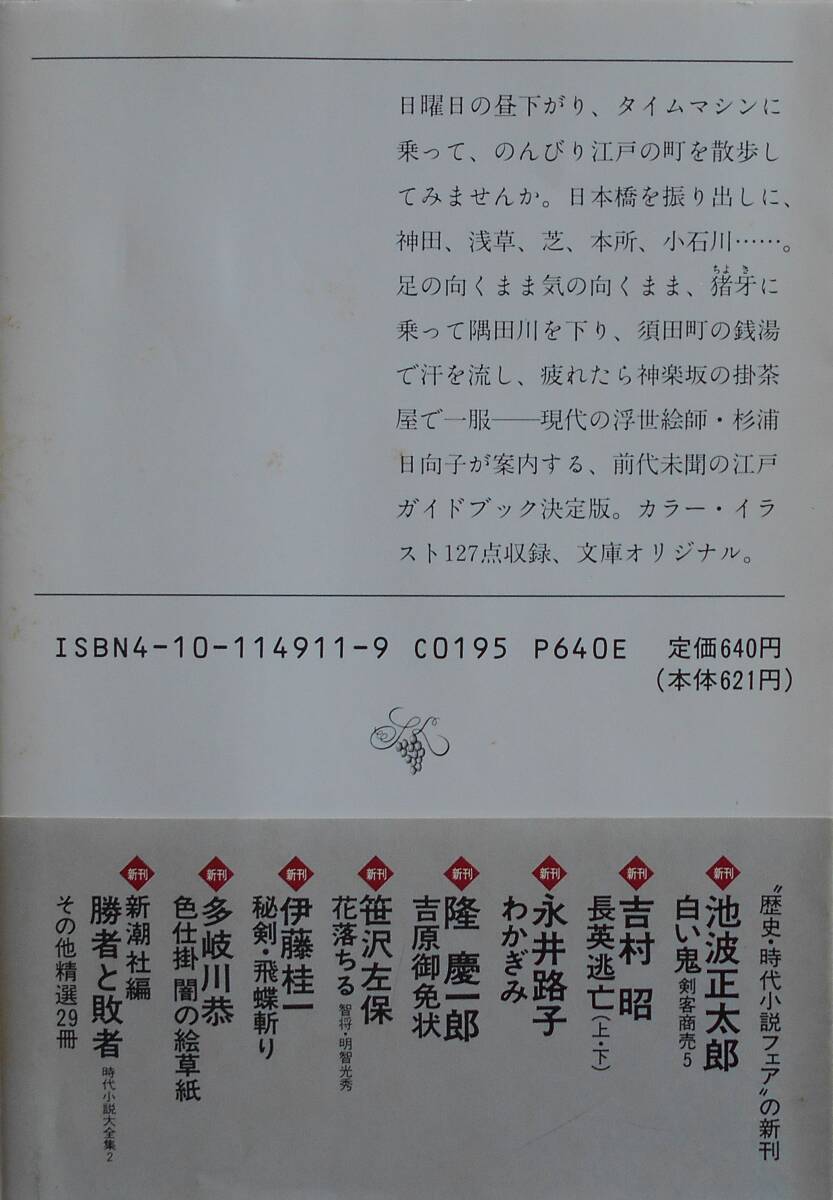 日曜日の昼下がり、タイムマシンに
乗って、のんびり江戸の町を散歩し
てみませんか。日本橋を振り出しに、
神田、浅草、芝、本所、小石川……。
ちよき
足の向くまま気の向くまま、猪牙に
乗って隅田川を下り、須田町の銭湯
で汗を流し、疲れたら神楽坂の掛茶
屋で一服——現代の浮世絵師・杉浦
日向子が案内する、前代未聞の江戸
ガイドブック決定版。カラー・イラ
スト127点収録、文庫オリジナル。
ISBN4-10-114911-9 C0195 P640E 定価640円
(本体621円)
“歴史・時代小説フェア”の新刊
新刊 池波正太郎
白い鬼 剣客商売5
新刊 吉村 昭
長英逃亡(上・下)
新刊 永井路子
わかぎみ
新刊 隆 慶一郎
吉原御免状
新刊 笹沢左保
花落ちる 智将・明智光秀
新刊 伊藤桂一
秘剣・飛蝶斬り
新刊 多岐川恭
色仕掛 闇の絵草紙
新刊 新潮社編
勝者と敗者 時代小説大全集2
その他精選29冊